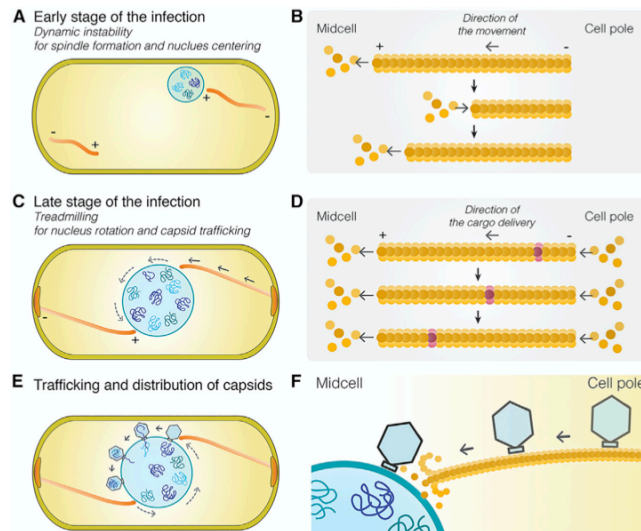 A Early stage of the infection
Dynamic instability
for spindle formation and nuclues centering
+
-
-
+
B
Midcell
Direction of
the movement
Cell pole
+
-
C Late stage of the infection
Treadmilling
for nucleus rotation and capsid trafficking
-
+
D
Midcell
Direction of
the cargo delivery
Cell pole
+
-
E Trafficking and distribution of capsids
F Midcell
Cell pole